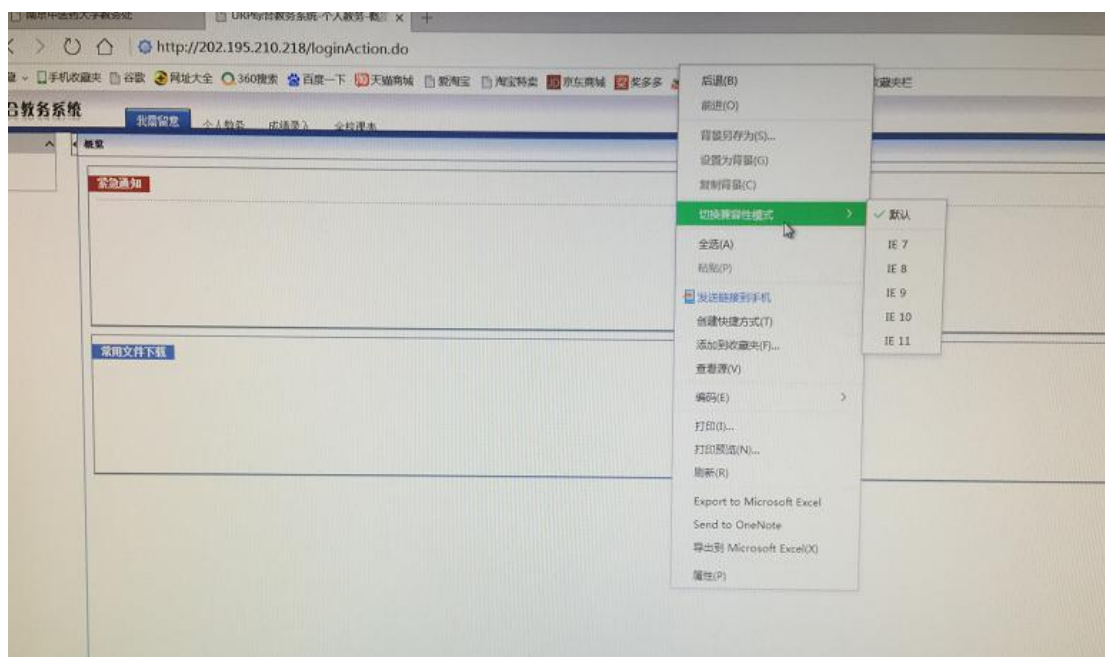 南京中医药大学教务处 URP综合教务系统-个人教务-概
http://202.195.210.218/loginAction.do
手机收藏夹 谷歌 网址大全 360搜索 百度一下 天猫商城 爱淘宝 淘宝特卖 京东商城 奖多多 收藏夹栏
合教务系统
我需留意 个人教务 成绩录入 全校课表
概览
紧急通知
常用文件下载
后退(B)
前进(O)
背景另存为(S)...
设置为背景(G)
复制背景(C)
切换兼容性模式
默认
IE 7
IE 8
IE 9
IE 10
IE 11
全选(A)
粘贴(P)
发送链接到手机
创建快捷方式(T)
添加到收藏夹(F)...
查看源(V)
编码(E)
打印(I)...
打印预览(N)...
刷新(R)
Export to Microsoft Excel
Send to OneNote
导出到 Microsoft Excel(X)
属性(P)